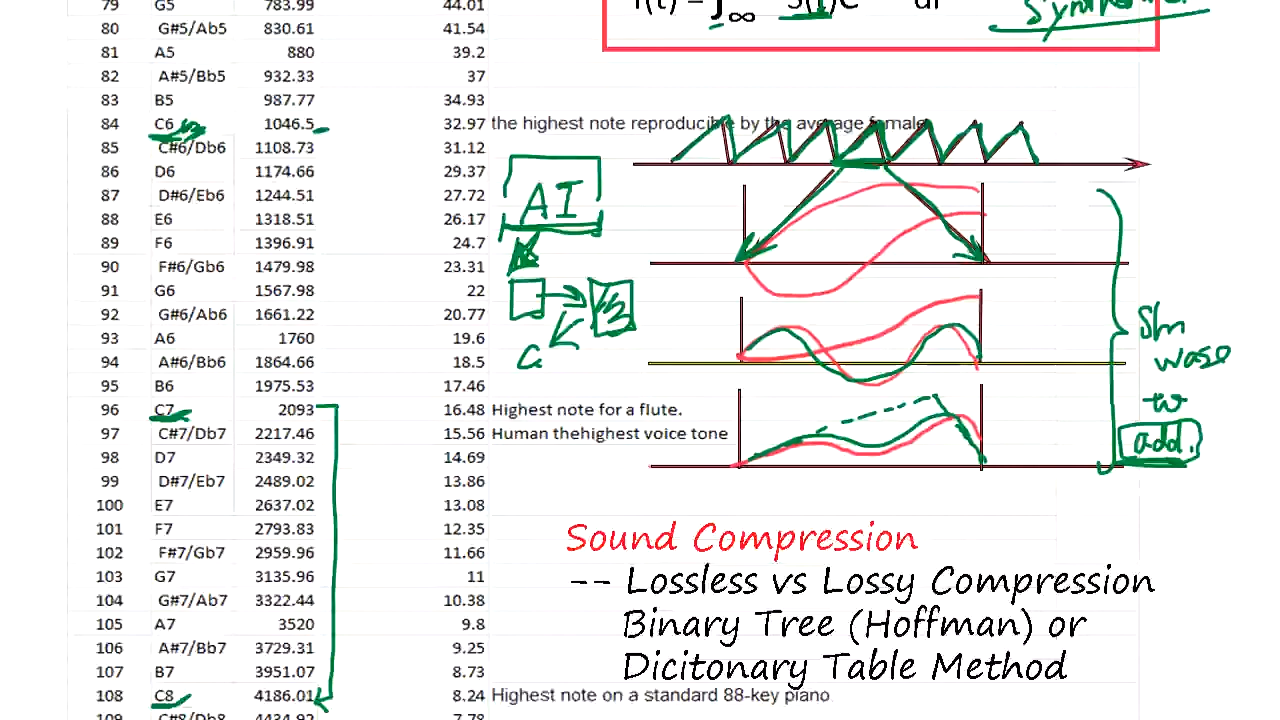 79 G5 783.99 44.01
80 G#5/Ab5 830.61 41.54
81 A5 880 39.2
82 A#5/Bb5 932.33 37
83 B5 987.77 34.93
84 C6 1046.5 32.97 the highest note reproducible by the average female
85 C#6/Db6 1108.73 31.12
86 D6 1174.66 29.37
87 D#6/Eb6 1244.51 27.72
88 E6 1318.51 26.17
89 F6 1396.91 24.7
90 F#6/Gb6 1479.98 23.31
91 G6 1567.98 22
92 G#6/Ab6 1661.22 20.77
93 A6 1760 19.6
94 A#6/Bb6 1864.66 18.5
95 B6 1975.53 17.46
96 C7 2093 16.48 Highest note for a flute.
97 C#7/Db7 2217.46 15.56 Human thehighest voice tone
98 D7 2349.32 14.69
99 D#7/Eb7 2489.02 13.86
100 E7 2637.02 13.08
101 F7 2793.83 12.35
102 F#7/Gb7 2959.96 11.66
103 G7 3135.96 11
104 G#7/Ab7 3322.44 10.38
105 A7 3520 9.8
106 A#7/Bb7 3729.31 9.25
107 B7 3951.07 8.73
108 C8 4186.01 8.24 Highest note on a standard 88-key piano
109 C#8/Db8 4434.92 7.78
AI
a
add.
Sound Compression
-- Lossless vs Lossy Compression
Binary Tree (Hoffman) or
Dicitonary Table Method